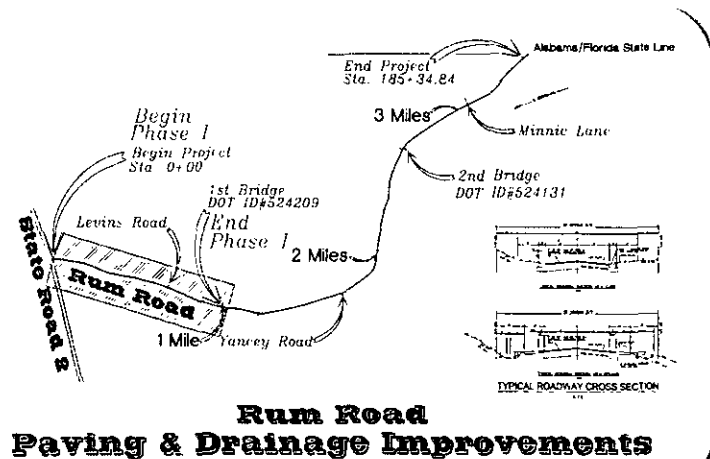 Alabama/Florida State Line
End Project
Sta. 185+34.84
3 Miles
Minnie Lane
Begin
Phase I
Begin Project
Sta 0+00
1st Bridge
DOT ID#524209
End
Phase I
2nd Bridge
DOT ID#524131
Levins Road
State Road 2
Rum Road
2 Miles
1 Mile
Yancey Road
TYPICAL ROADWAY CROSS SECTION
Rum Road
Paving & Drainage Improvements